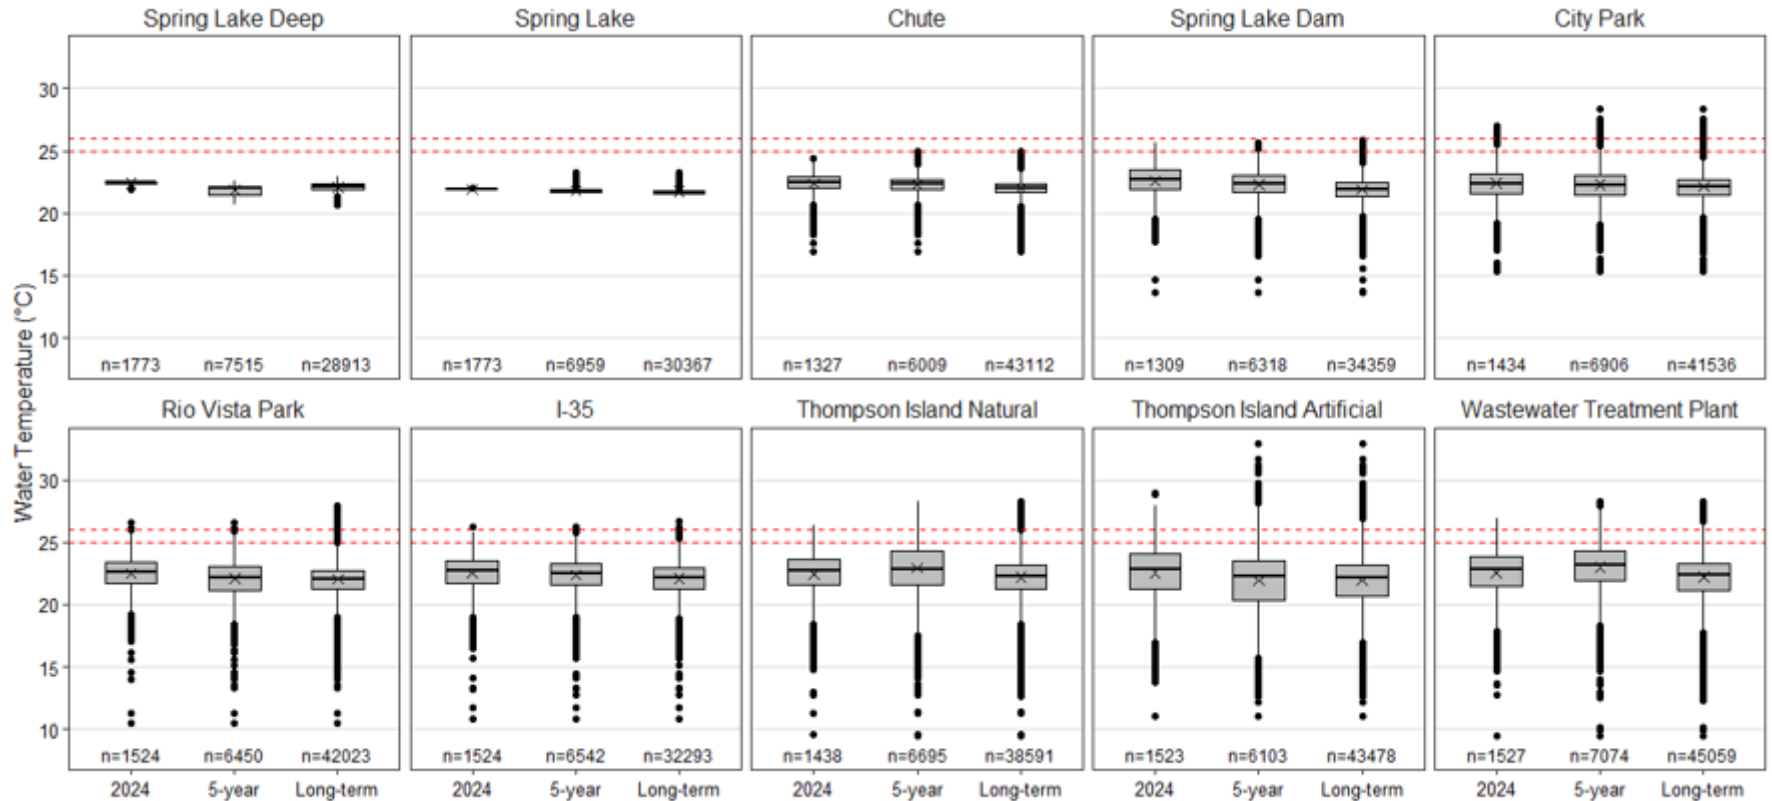 Spring Lake Deep Spring Lake Chute Spring Lake Dam City Park
30
25
20
15
10
n=1773 n=7515 n=28913 n=1773 n=6959 n=30367 n=1327 n=6009 n=43112 n=1309 n=6318 n=34359 n=1434 n=6906 n=41536
Water Temperature (°C)
Rio Vista Park I-35 Thompson Island Natural Thompson Island Artificial Wastewater Treatment Plant
30
25
20
15
10
n=1524 n=6450 n=42023 n=1524 n=6542 n=32293 n=1438 n=6695 n=38591 n=1523 n=6103 n=43478 n=1527 n=7074 n=45059
2024 5-year Long-term 2024 5-year Long-term 2024 5-year Long-term 2024 5-year Long-term 2024 5-year Long-term